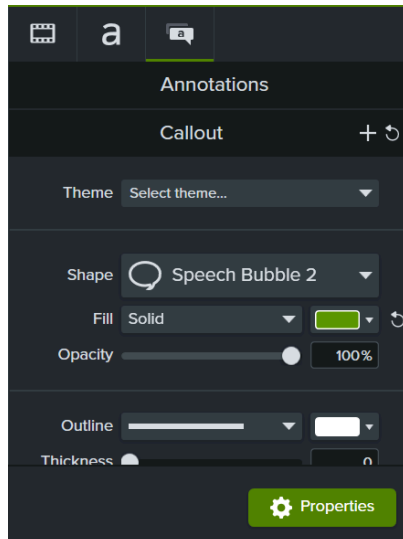 a
a
Annotations
Callout
Theme Select theme...
Shape Speech Bubble 2
Fill Solid
Opacity 100%
Outline
Thickness 0
Properties